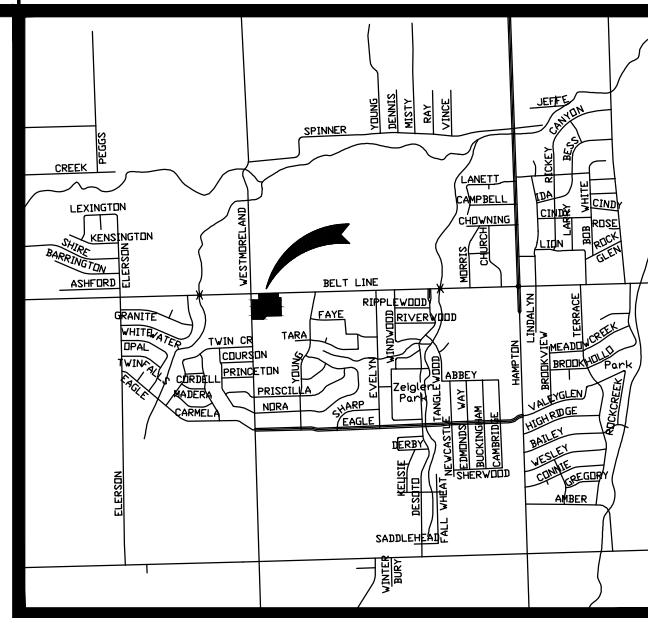 YOUNG
DENNIS
MISTY
RAY
VINCE
JEFFE
CANYON
SPINNER
BESS
PEGGS
RICKEY
CREEK
LANETT
WHITE
IDA
CAMPBELL
LEXINGTON
CINDY
CINDY
LARRY
WESTMORELAND
CHOWNING
ROSE
KENSINGTON
BOB
MORRIS
CHURCH
LION
ROCK
SHIRE
GLEN
BARRINGTON
ELERSON
ASHFORD
BELT LINE
RIPPLEWOOD
LINDALYN
TERRACE
GRANITE
FAYE
RIVERWOOD
WHITEWATER
TARA
WINDWOOD
BROOKVIEW
MEADOWCREEK
OPAL
TWIN CR
HAMPTON
COURSON
YOUNG
BROOKHOLLO
TWINFALLS
PRINCETON
EVELYN
TANGLEWOOD
ABBEY
Park
CORDELL
EAGLE
MADERA
PRISCILLA
Zeiglen
Park
WAY
VALEYGLEN
ROCKCREEK
CARMELA
NORA
SHARP
HIGHRIDGE
EAGLE
NEWCASTLE
EDMONDS
BUCKINGHAM
CAMBRIDGE
BAILEY
DERBY
WESLEY
CONNIE
KELSIE
SHERWOOD
GREGORY
ELERSON
DESOTO
FALL WHEAT
AMBER
SADDLEHEAD
WINTER
BURY